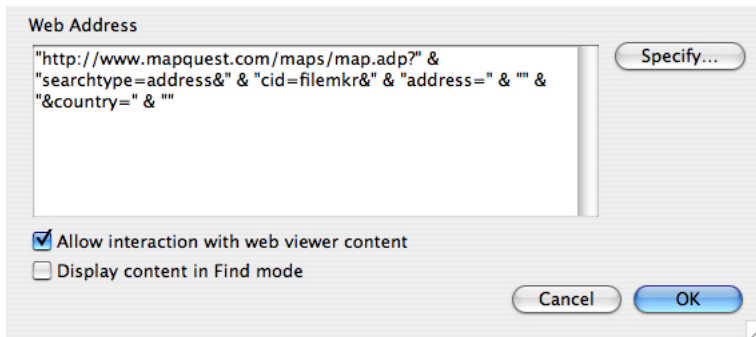 Web Address
"http://www.mapquest.com/maps/map.adp?" &
"searchtype=address&" & "cid=filemkr&" & "address=" & "" &
"&country=" & ""
Specify...
Allow interaction with web viewer content
Display content in Find mode
Cancel
OK